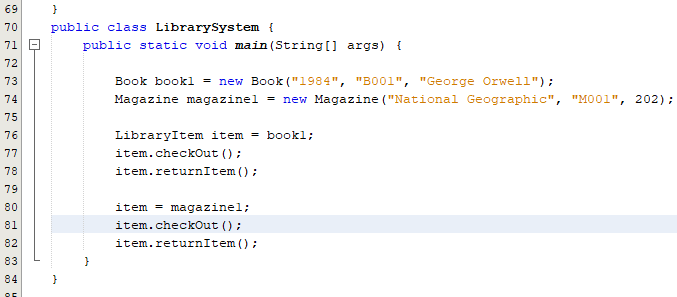 69 }
70 public class LibrarySystem {
71 public static void main(String[] args) {
72
73 Book book1 = new Book("1984", "B001", "George Orwell");
74 Magazine magazine1 = new Magazine("National Geographic", "M001", 202);
75
76 LibraryItem item = book1;
77 item.checkOut();
78 item.returnItem();
79
80 item = magazine1;
81 item.checkOut();
82 item.returnItem();
83 }
84 }
85